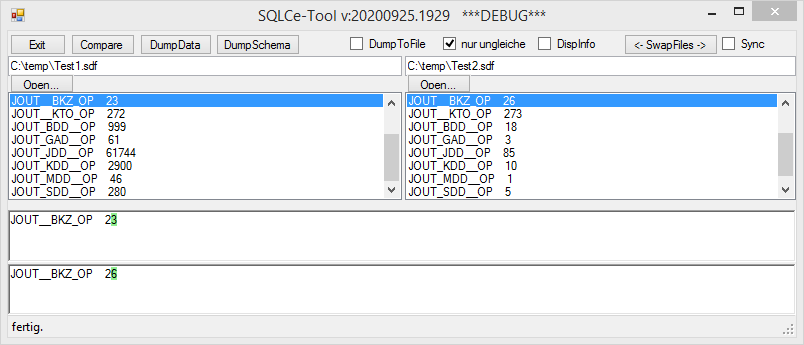 SQLCe-Tool v:20200925.1929 ***DEBUG***
Exit Compare DumpData DumpSchema DumpToFile nur ungleiche DispInfo <- SwapFiles -> Sync
C:\temp\Test1.sdf C:\temp\Test2.sdf
Open... Open...
JOUT__BKZ_OP 23 JOUT__BKZ_OP 26
JOUT__KTO_OP 272 JOUT__KTO_OP 273
JOUT_BDD__OP 999 JOUT_BDD__OP 18
JOUT_GAD__OP 61 JOUT_GAD__OP 3
JOUT_JDD__OP 61744 JOUT_JDD__OP 85
JOUT_KDD__OP 2900 JOUT_KDD__OP 10
JOUT_MDD__OP 46 JOUT_MDD__OP 1
JOUT_SDD__OP 280 JOUT_SDD__OP 5
JOUT__BKZ_OP 23
JOUT__BKZ_OP 26
fertig.